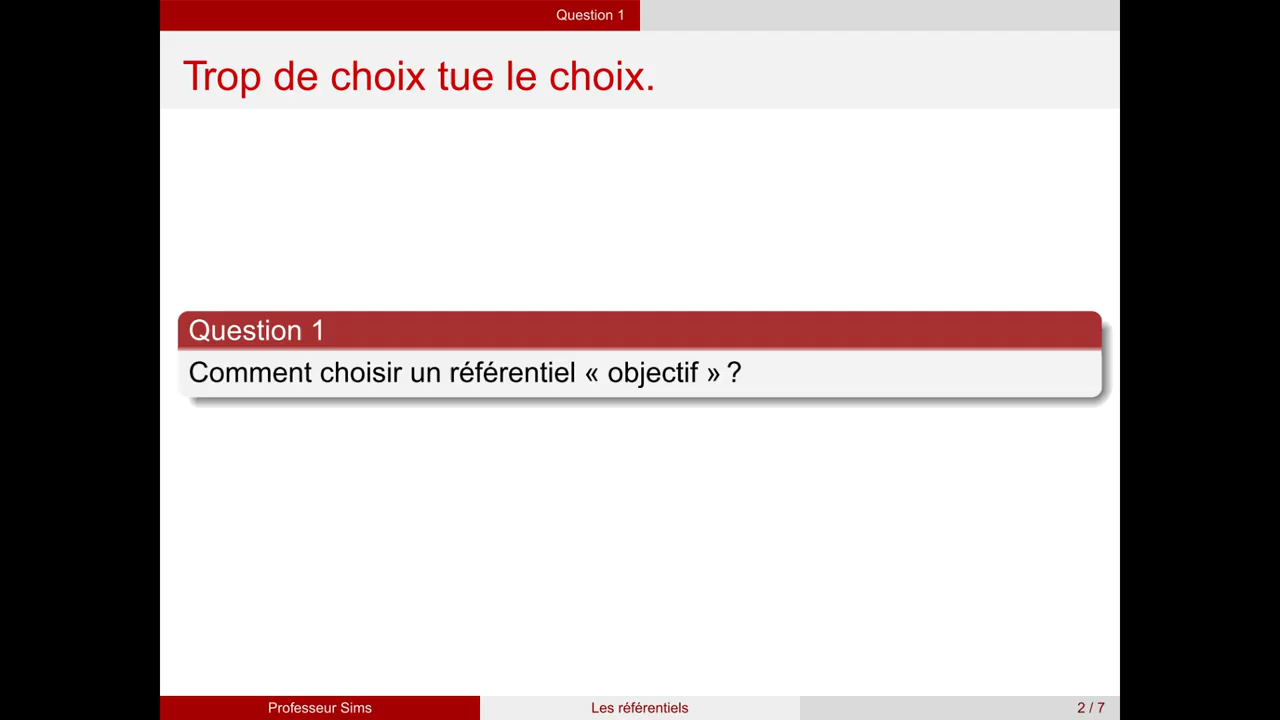 Question 1
Trop de choix tue le choix.
Question 1
Comment choisir un référentiel « objectif » ?
Professeur Sims
Les référentiels
2 / 7